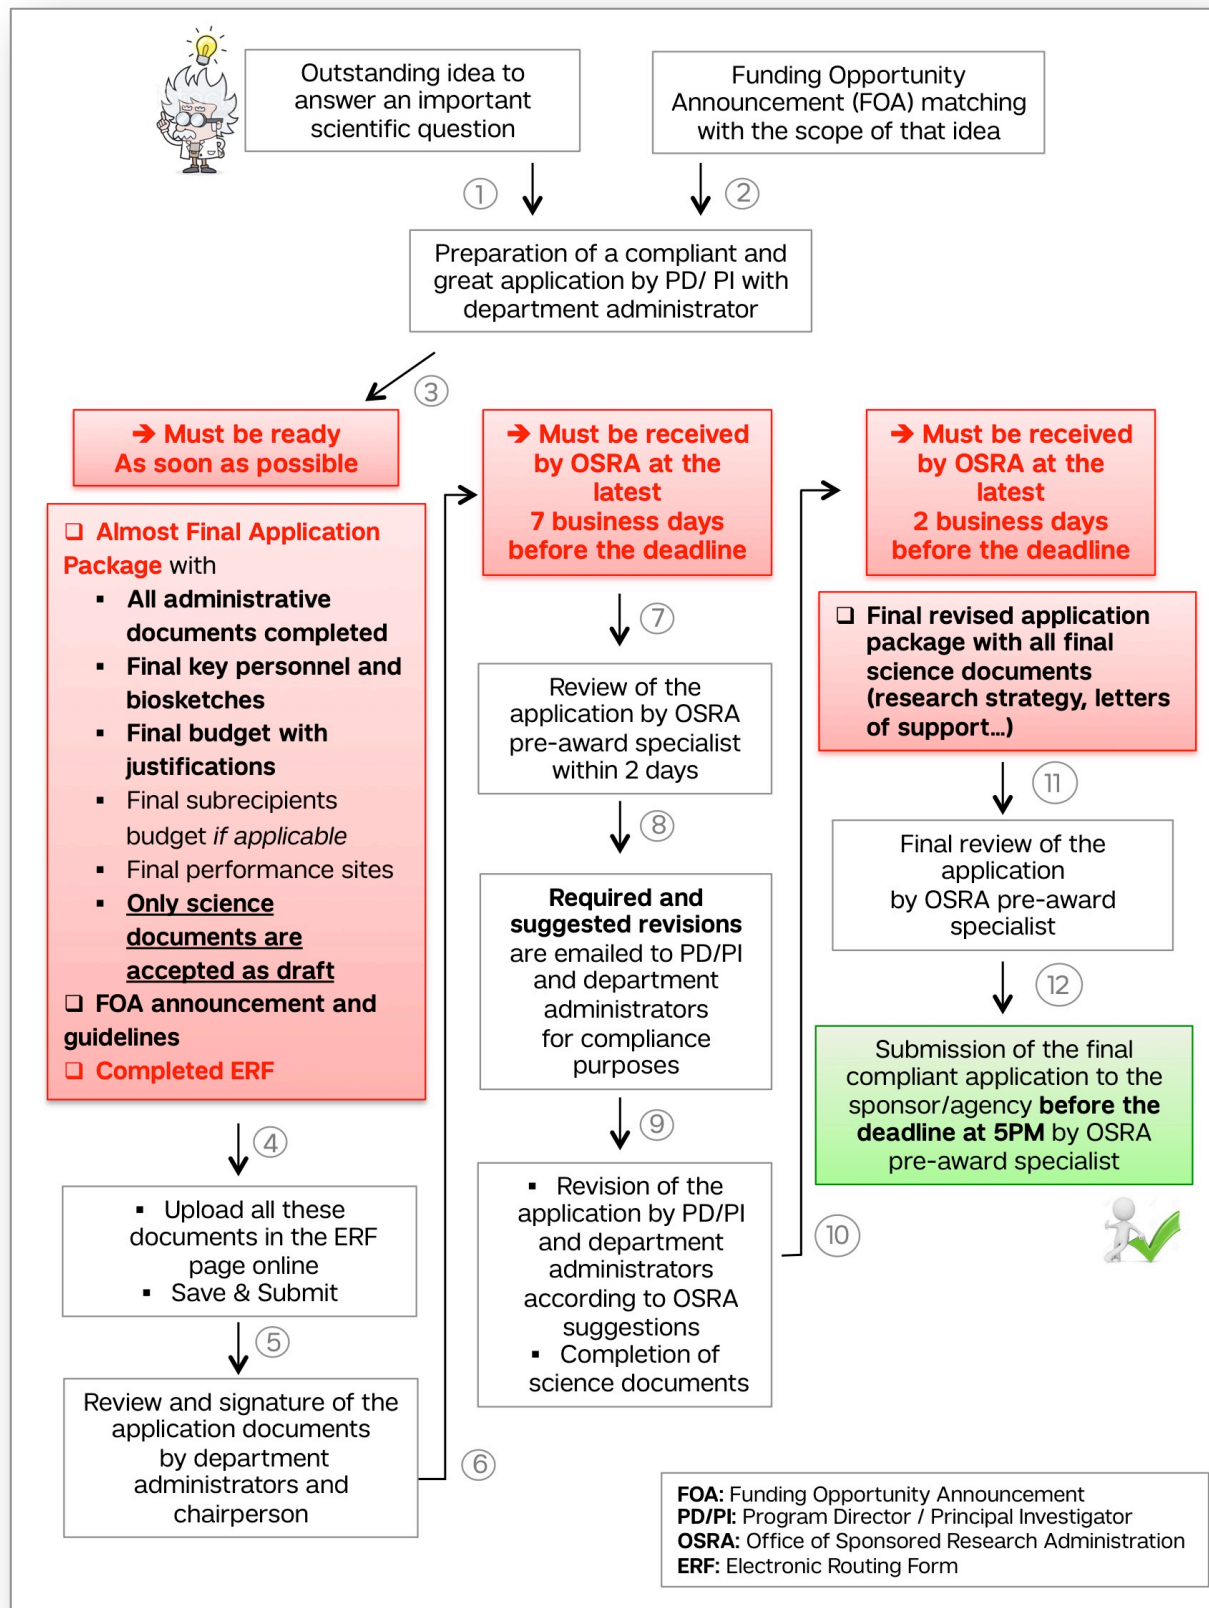 Outstanding idea to
answer an important
scientific question
Funding Opportunity
Announcement (FOA) matching
with the scope of that idea
1
2
Preparation of a compliant and
great application by PD/ PI with
department administrator
3
➔ Must be ready
As soon as possible
❑ Almost Final Application
Package with
▪ All administrative
documents completed
▪ Final key personnel and
biosketches
▪ Final budget with
justifications
▪ Final subrecipients
budget if applicable
▪ Final performance sites
▪ Only science
documents are
accepted as draft
❑ FOA announcement and
guidelines
❑ Completed ERF
4
▪ Upload all these
documents in the ERF
page online
▪ Save & Submit
5
Review and signature of the
application documents
by department
administrators and
chairperson
6
➔ Must be received
by OSRA at the
latest
7 business days
before the deadline
7
Review of the
application by OSRA
pre-award specialist
within 2 days
8
Required and
suggested revisions
are emailed to PD/PI
and department
administrators
for compliance
purposes
9
▪ Revision of the
application by PD/PI
and department
administrators
according to OSRA
suggestions
▪ Completion of
science documents
10
➔ Must be received
by OSRA at the
latest
2 business days
before the deadline
❑ Final revised application
package with all final
science documents
(research strategy, letters
of support…)
11
Final review of the
application
by OSRA pre-award
specialist
12
Submission of the final
compliant application to the
sponsor/agency before the
deadline at 5PM by OSRA
pre-award specialist
FOA: Funding Opportunity Announcement
PD/PI: Program Director / Principal Investigator
OSRA: Office of Sponsored Research Administration
ERF: Electronic Routing Form